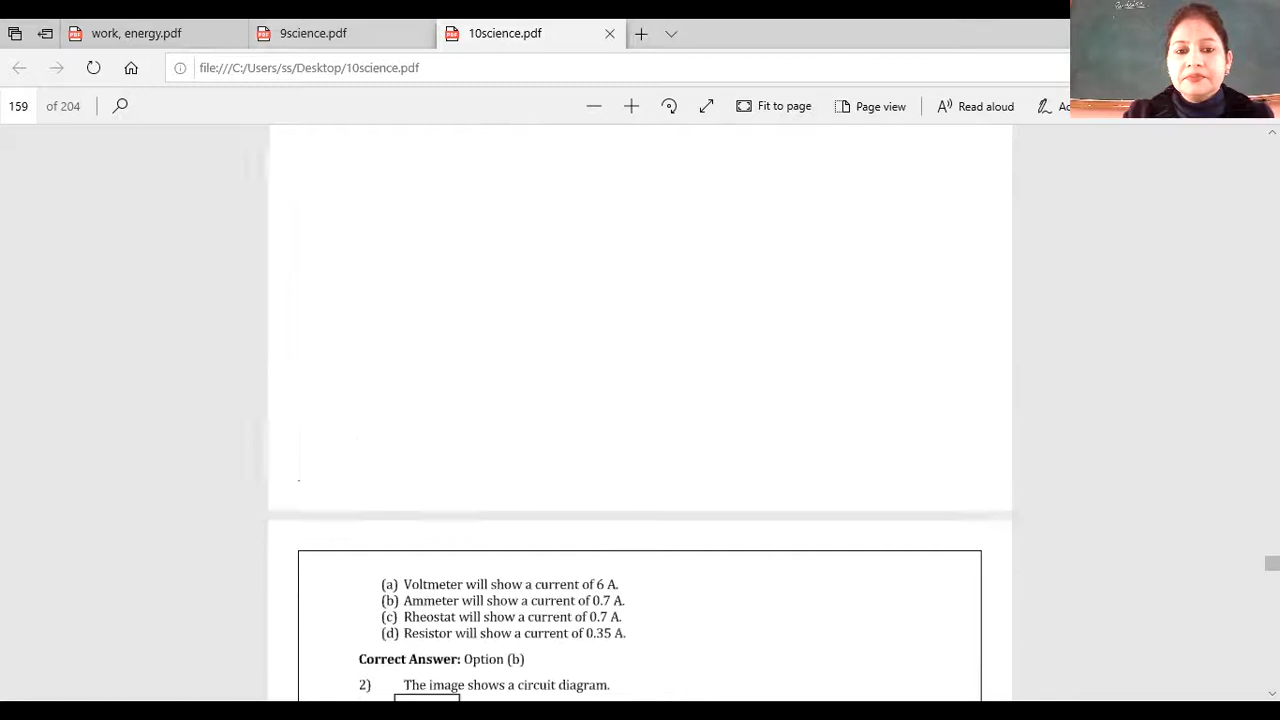 work, energy.pdf
9science.pdf
10science.pdf
file:///C:/Users/ss/Desktop/10science.pdf
159 of 204
Fit to page
Page view
Read aloud
(a) Voltmeter will show a current of 6 A.
(b) Ammeter will show a current of 0.7 A.
(c) Rheostat will show a current of 0.7 A.
(d) Resistor will show a current of 0.35 A.
Correct Answer: Option (b)
2) The image shows a circuit diagram.